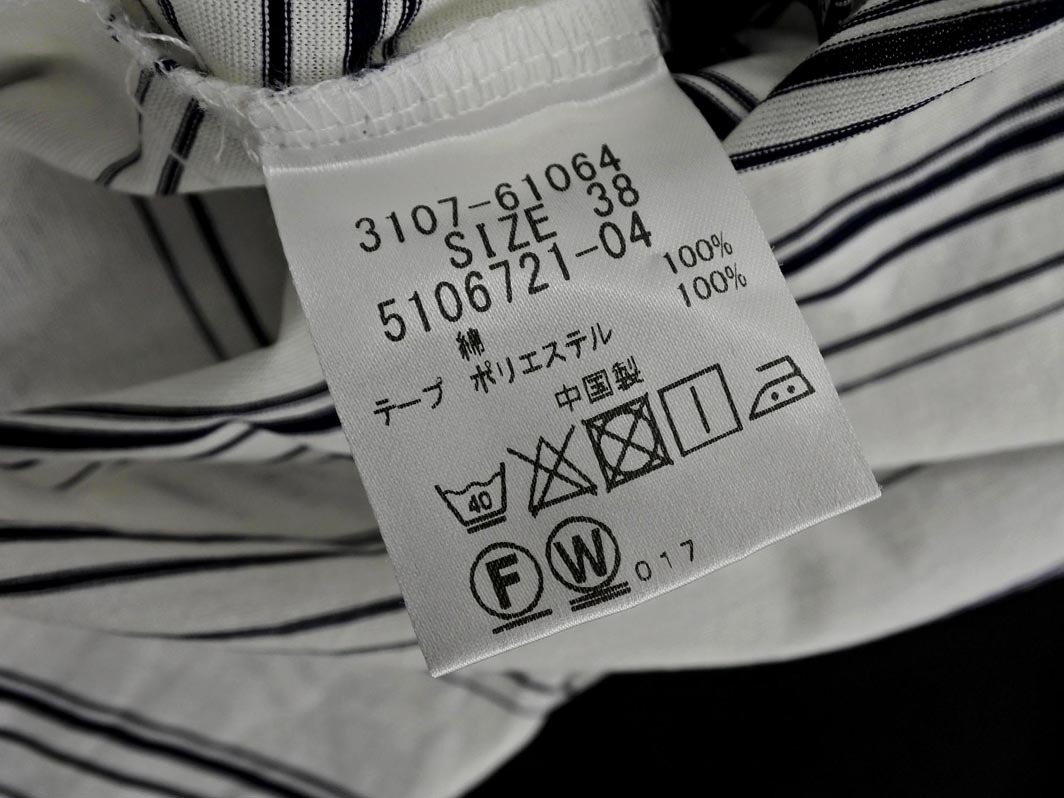 3107-61064
SIZE 38
5106721-04
綿 100%
テープ ポリエステル 100%
中国製
40
F W 017